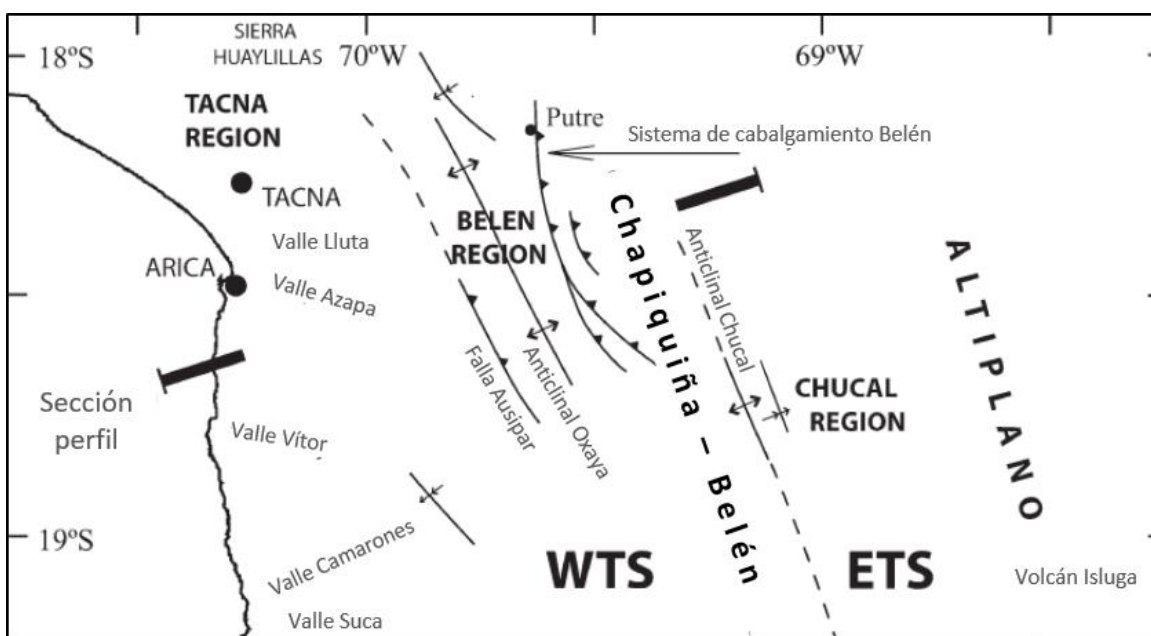 SIERRA
HUAYLILLAS
18ºS
70ºW
69ºW
TACNA
REGION
Putre
Sistema de cabalgamiento Belén
TACNA
Valle Lluta
BELEN
REGION
ARICA
Valle Azapa
Chapiquiña – Belén
Anticlinal Chucal
ALTIPLANO
Falla Ausipar
Anticlinal Oxaya
Sección
perfil
Valle Vítor
CHUCAL
REGION
19ºS
Valle Camarones
WTS
ETS
Volcán Isluga
Valle Suca